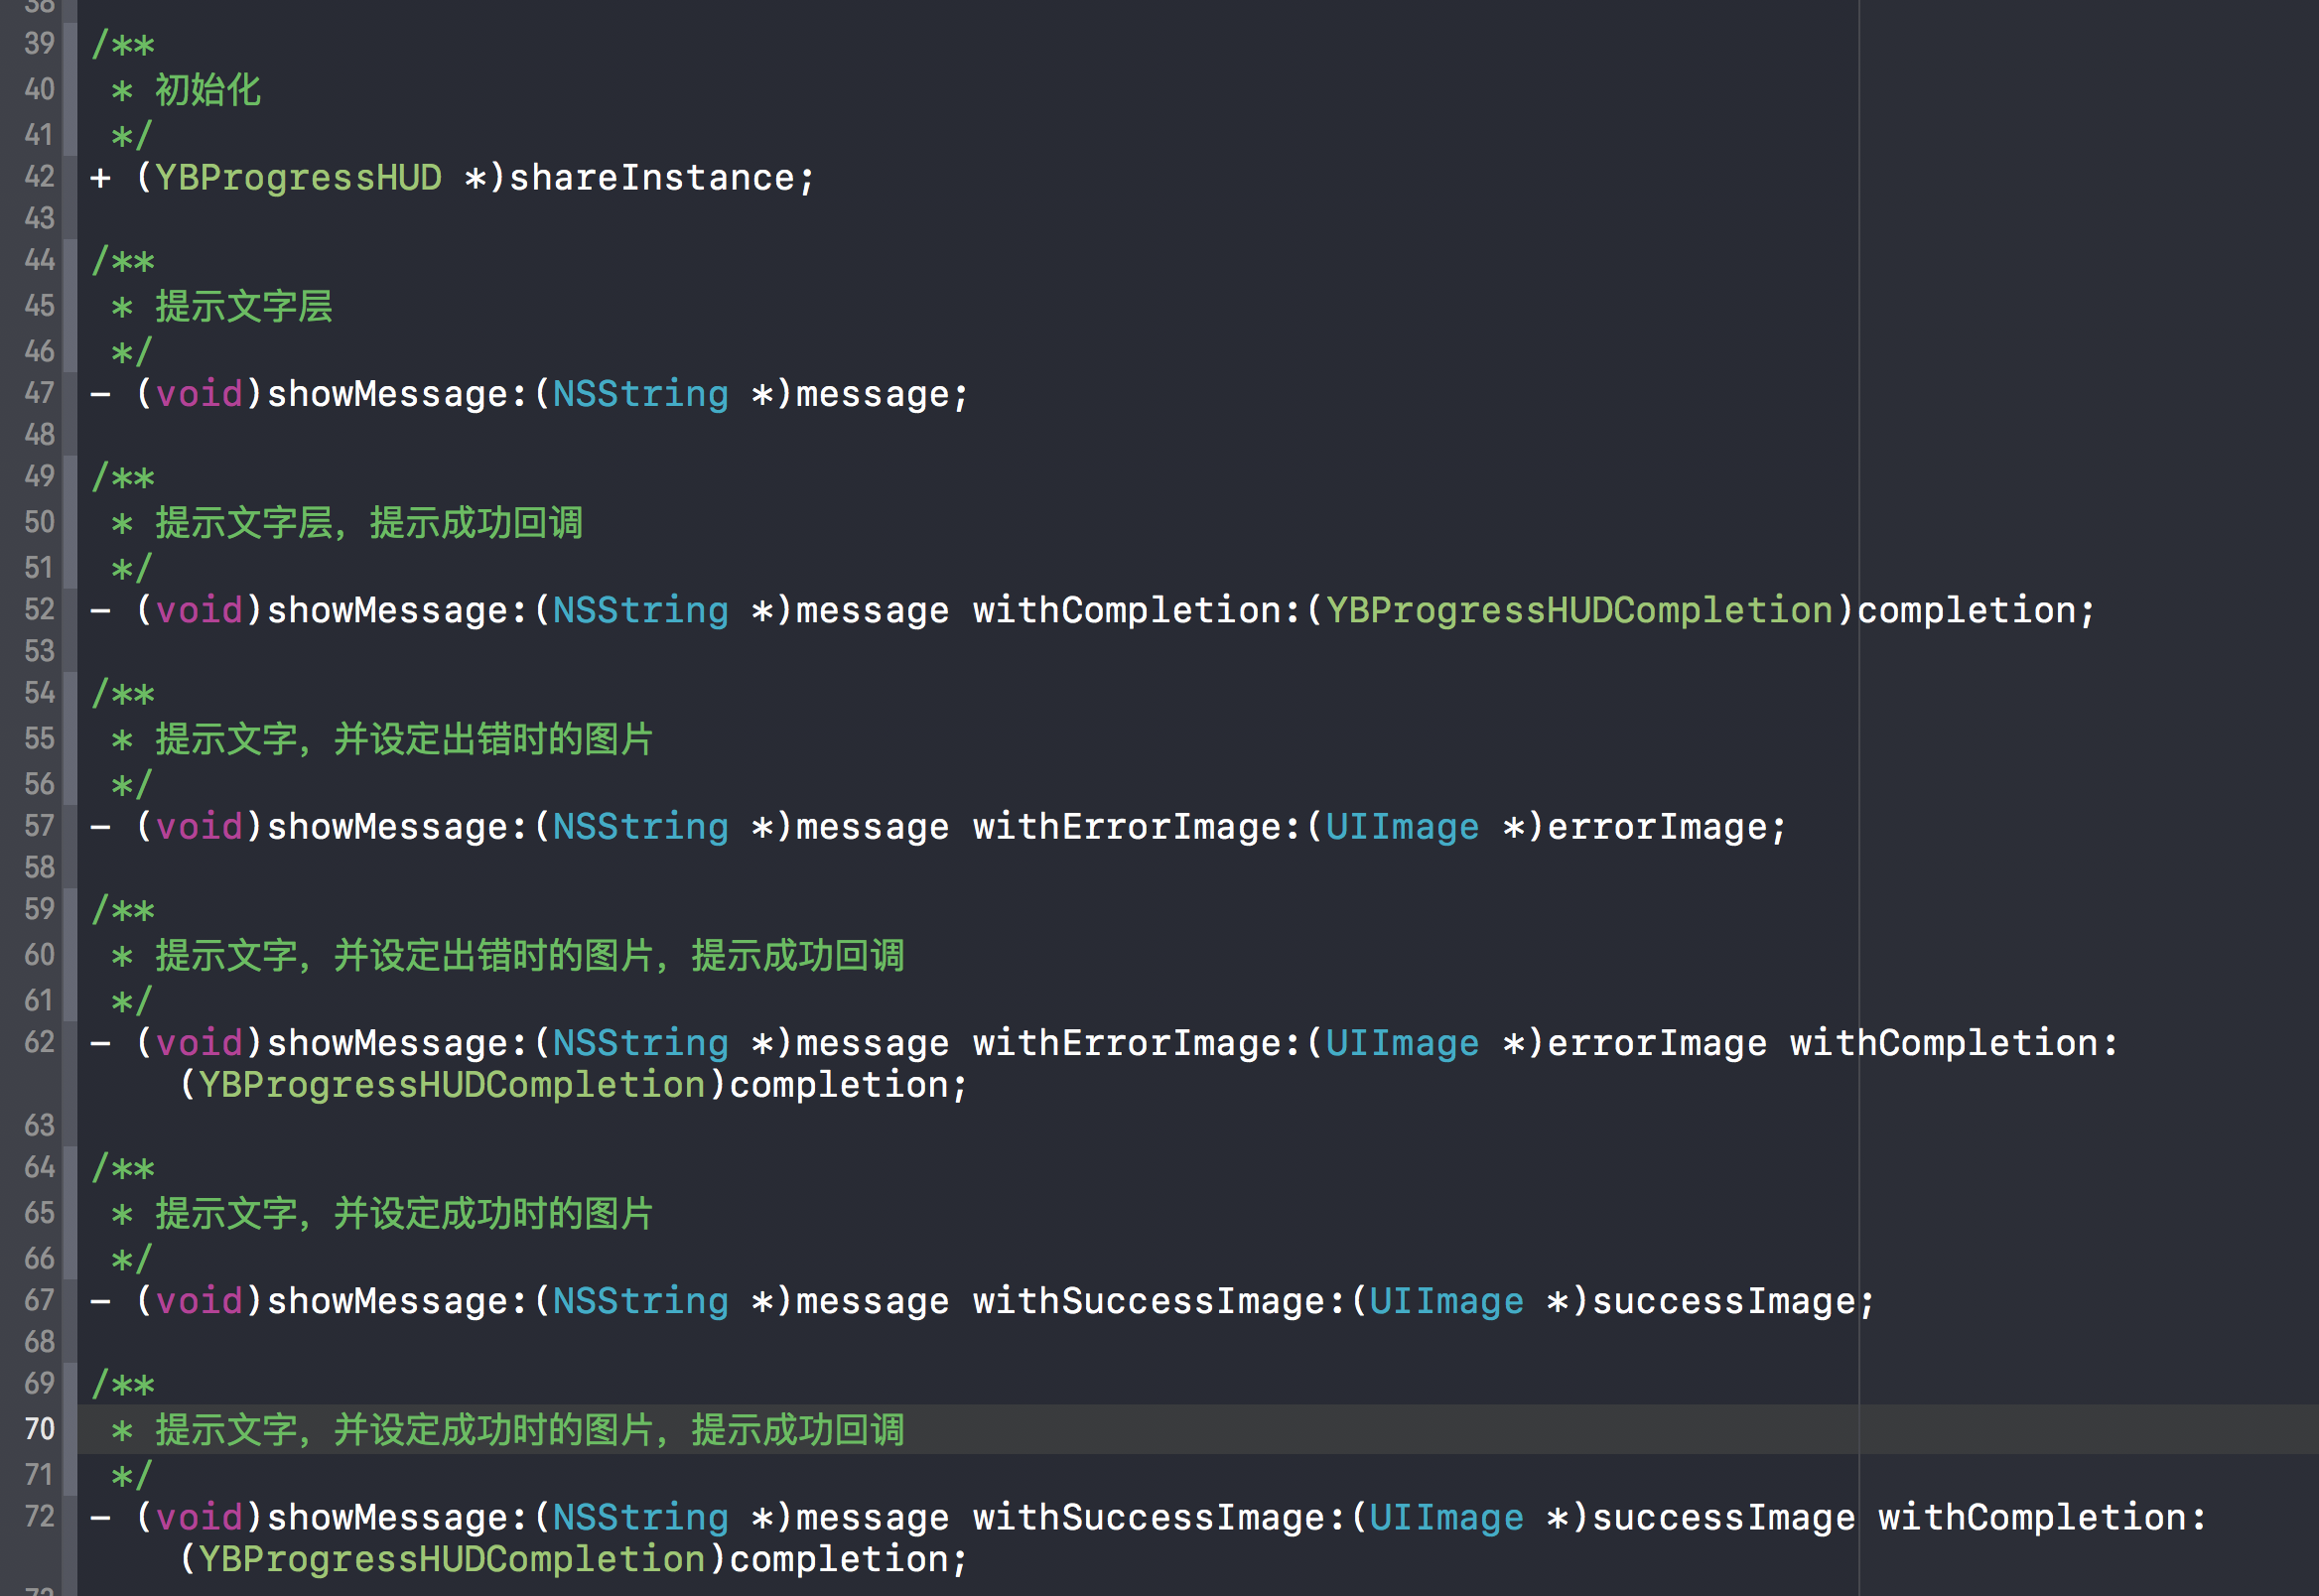 38
39 /**
40  * 初始化
41  */
42 + (YBProgressHUD *)shareInstance;
43
44 /**
45  * 提示文字层
46  */
47 – (void)showMessage:(NSString *)message;
48
49 /**
50  * 提示文字层，提示成功回调
51  */
52 – (void)showMessage:(NSString *)message withCompletion:(YBProgressHUDCompletion)completion;
53
54 /**
55  * 提示文字，并设定出错时的图片
56  */
57 – (void)showMessage:(NSString *)message withErrorImage:(UIImage *)errorImage;
58
59 /**
60  * 提示文字，并设定出错时的图片，提示成功回调
61  */
62 – (void)showMessage:(NSString *)message withErrorImage:(UIImage *)errorImage withCompletion:
(YBProgressHUDCompletion)completion;
63
64 /**
65  * 提示文字，并设定成功时的图片
66  */
67 – (void)showMessage:(NSString *)message withSuccessImage:(UIImage *)successImage;
68
69 /**
70  * 提示文字，并设定成功时的图片，提示成功回调
71  */
72 – (void)showMessage:(NSString *)message withSuccessImage:(UIImage *)successImage withCompletion:
(YBProgressHUDCompletion)completion;
73